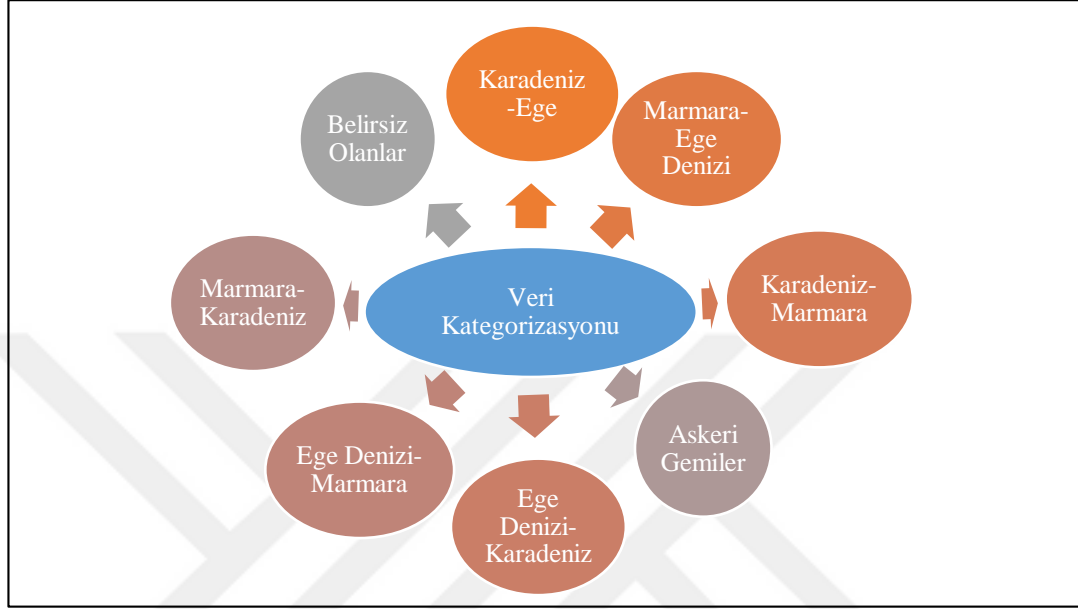 Karadeniz
-Ege
Marmara-
Ege
Denizi
Karadeniz-
Marmara
Askeri
Gemiler
Ege
Denizi-
Karadeniz
Ege Denizi-
Marmara
Marmara-
Karadeniz
Belirsiz
Olanlar
Veri
Kategorizasyonu